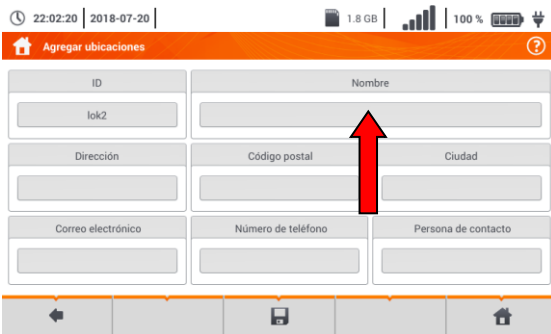 22:02:20 2018-07-20 1.8 GB 100 %
Agregar ubicaciones ?
ID Nombre
lok2
Dirección Código postal Ciudad
Correo electrónico Número de teléfono Persona de contacto